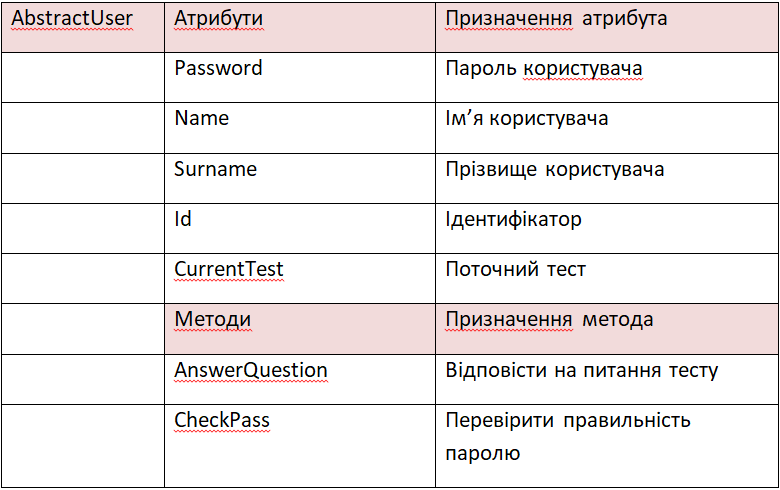 AbstractUser Атрибути Призначення атрибута
Password Пароль користувача
Name Ім’я користувача
Surname Прізвище користувача
Id Ідентифікатор
CurrentTest Поточний тест
Методи Призначення метода
AnswerQuestion Відповісти на питання тесту
CheckPass Перевірити правильність
паролю